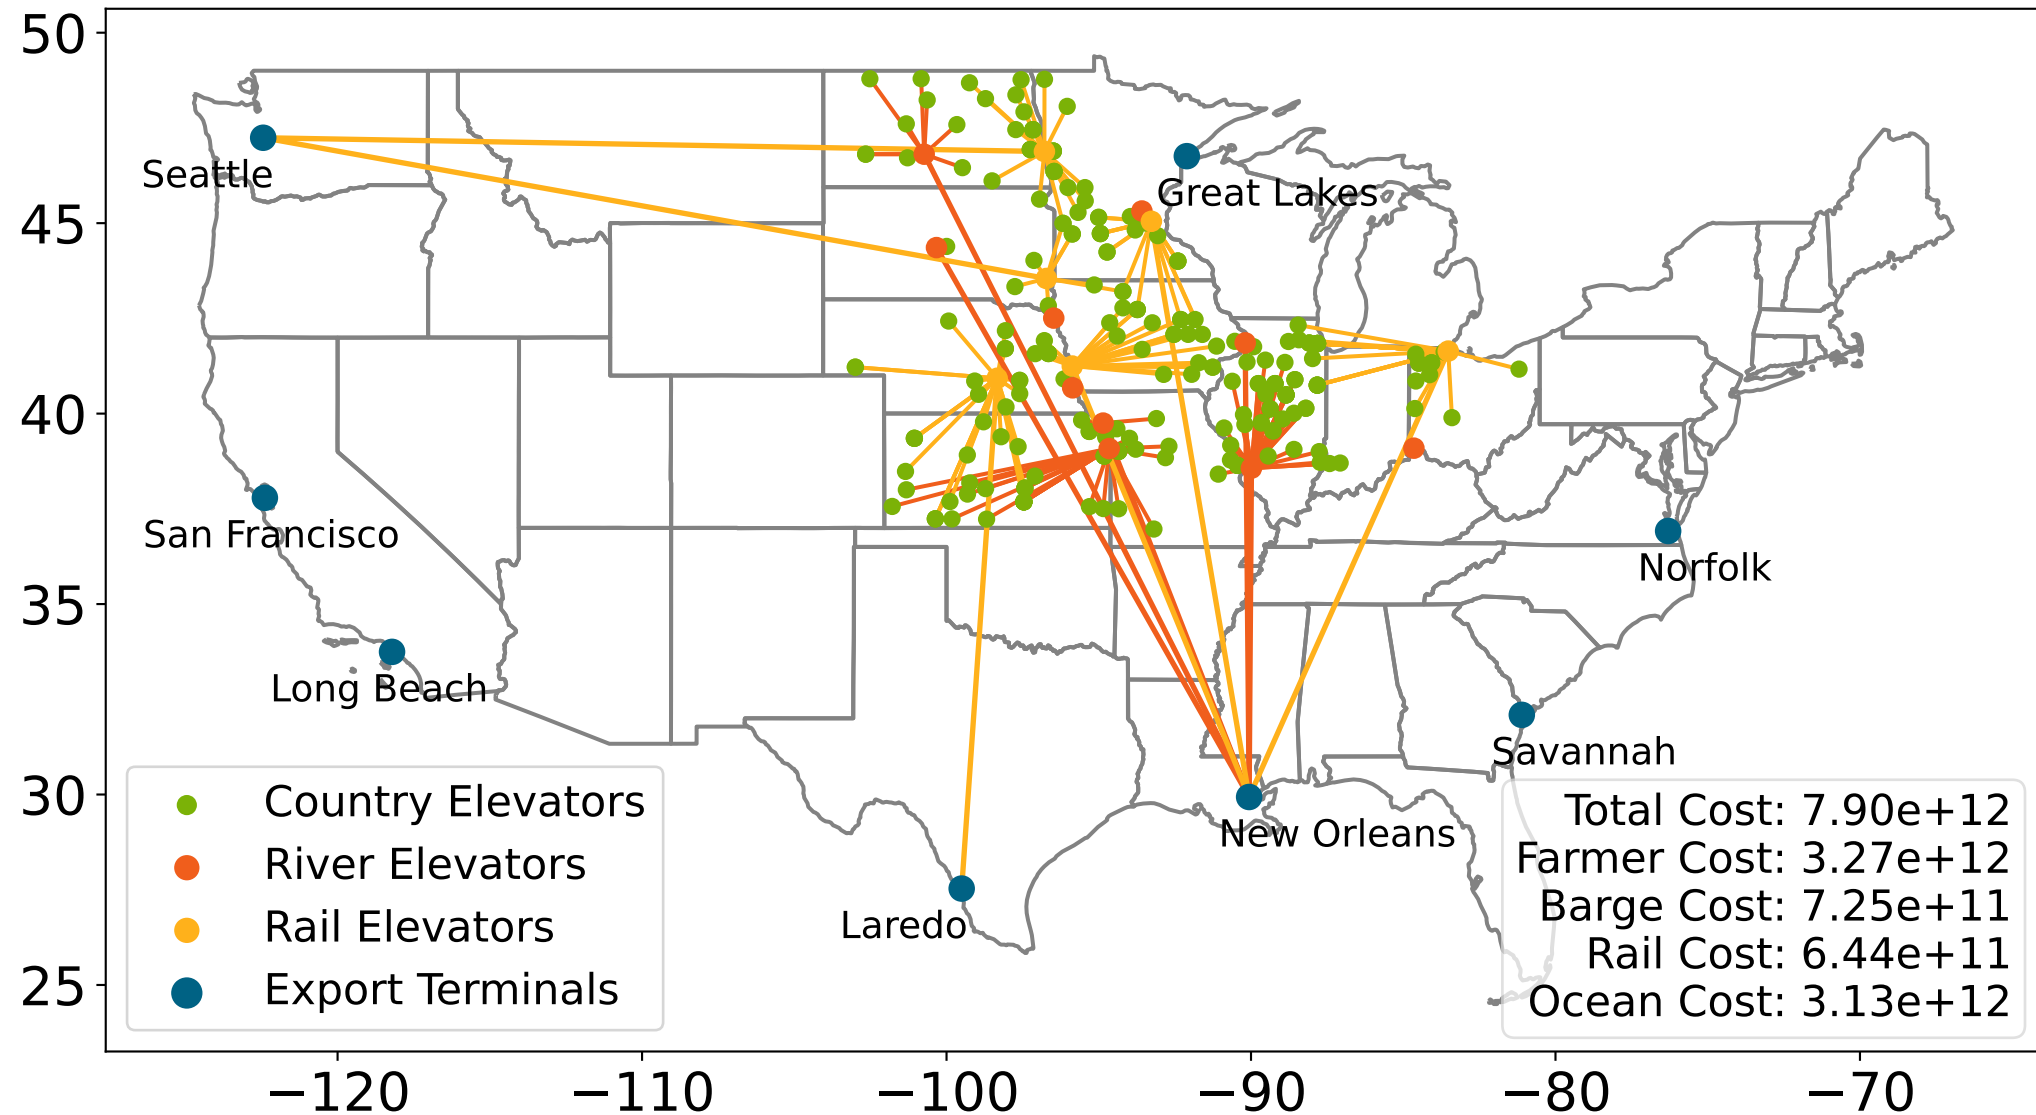 50
45
40
35
30
25
Seattle
Great Lakes
San Francisco
Norfolk
Long Beach
Savannah
New Orleans
Laredo
Country Elevators
River Elevators
Rail Elevators
Export Terminals
Total Cost: 7.90e+12
Farmer Cost: 3.27e+12
Barge Cost: 7.25e+11
Rail Cost: 6.44e+11
Ocean Cost: 3.13e+12
−120
−110
−100
−90
−80
−70